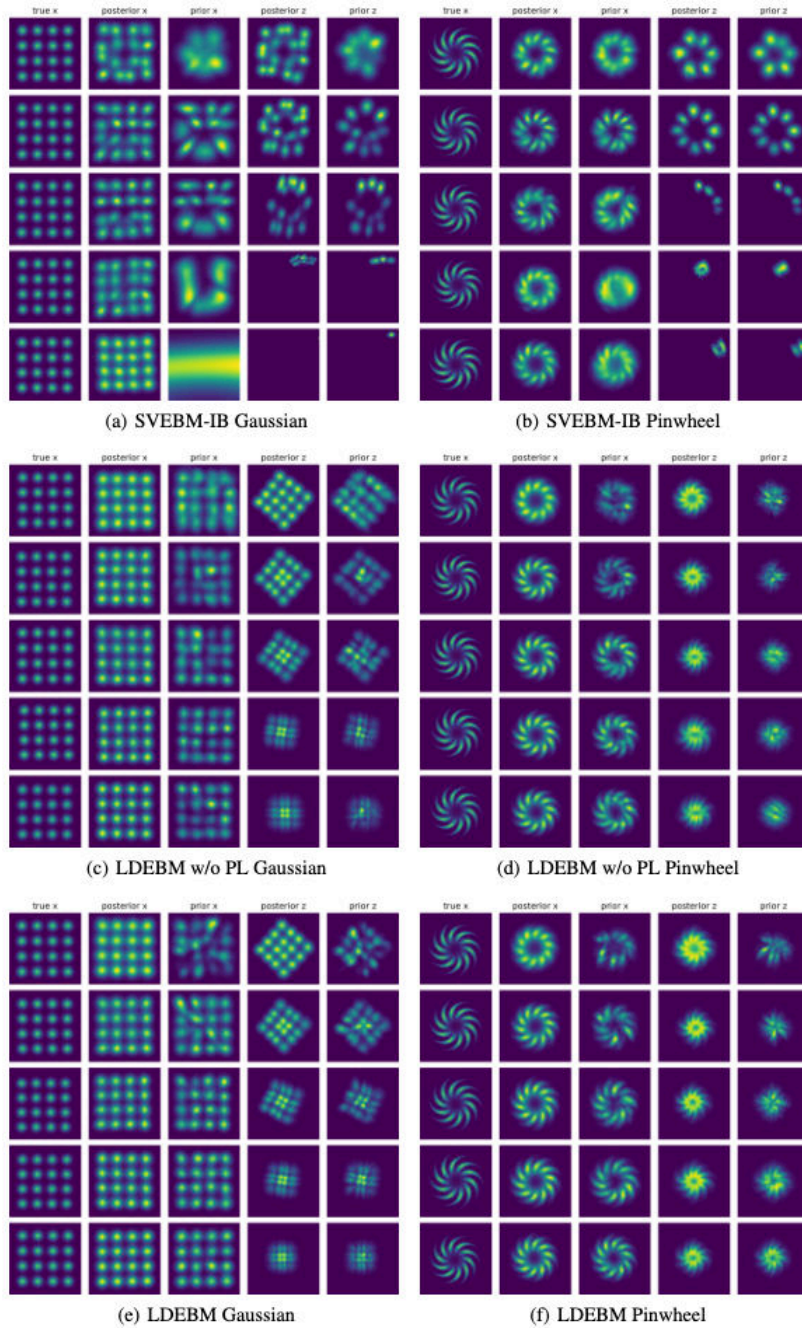 true x posterior x prior x posterior z prior z
true x posterior x prior x posterior z prior z
(a) SVEBM-IB Gaussian
(b) SVEBM-IB Pinwheel
true x posterior x prior x posterior z prior z
true x posterior x prior x posterior z prior z
(c) LDEBM w/o PL Gaussian
(d) LDEBM w/o PL Pinwheel
true x posterior x prior x posterior z prior z
true x posterior x prior x posterior z prior z
(e) LDEBM Gaussian
(f) LDEBM Pinwheel